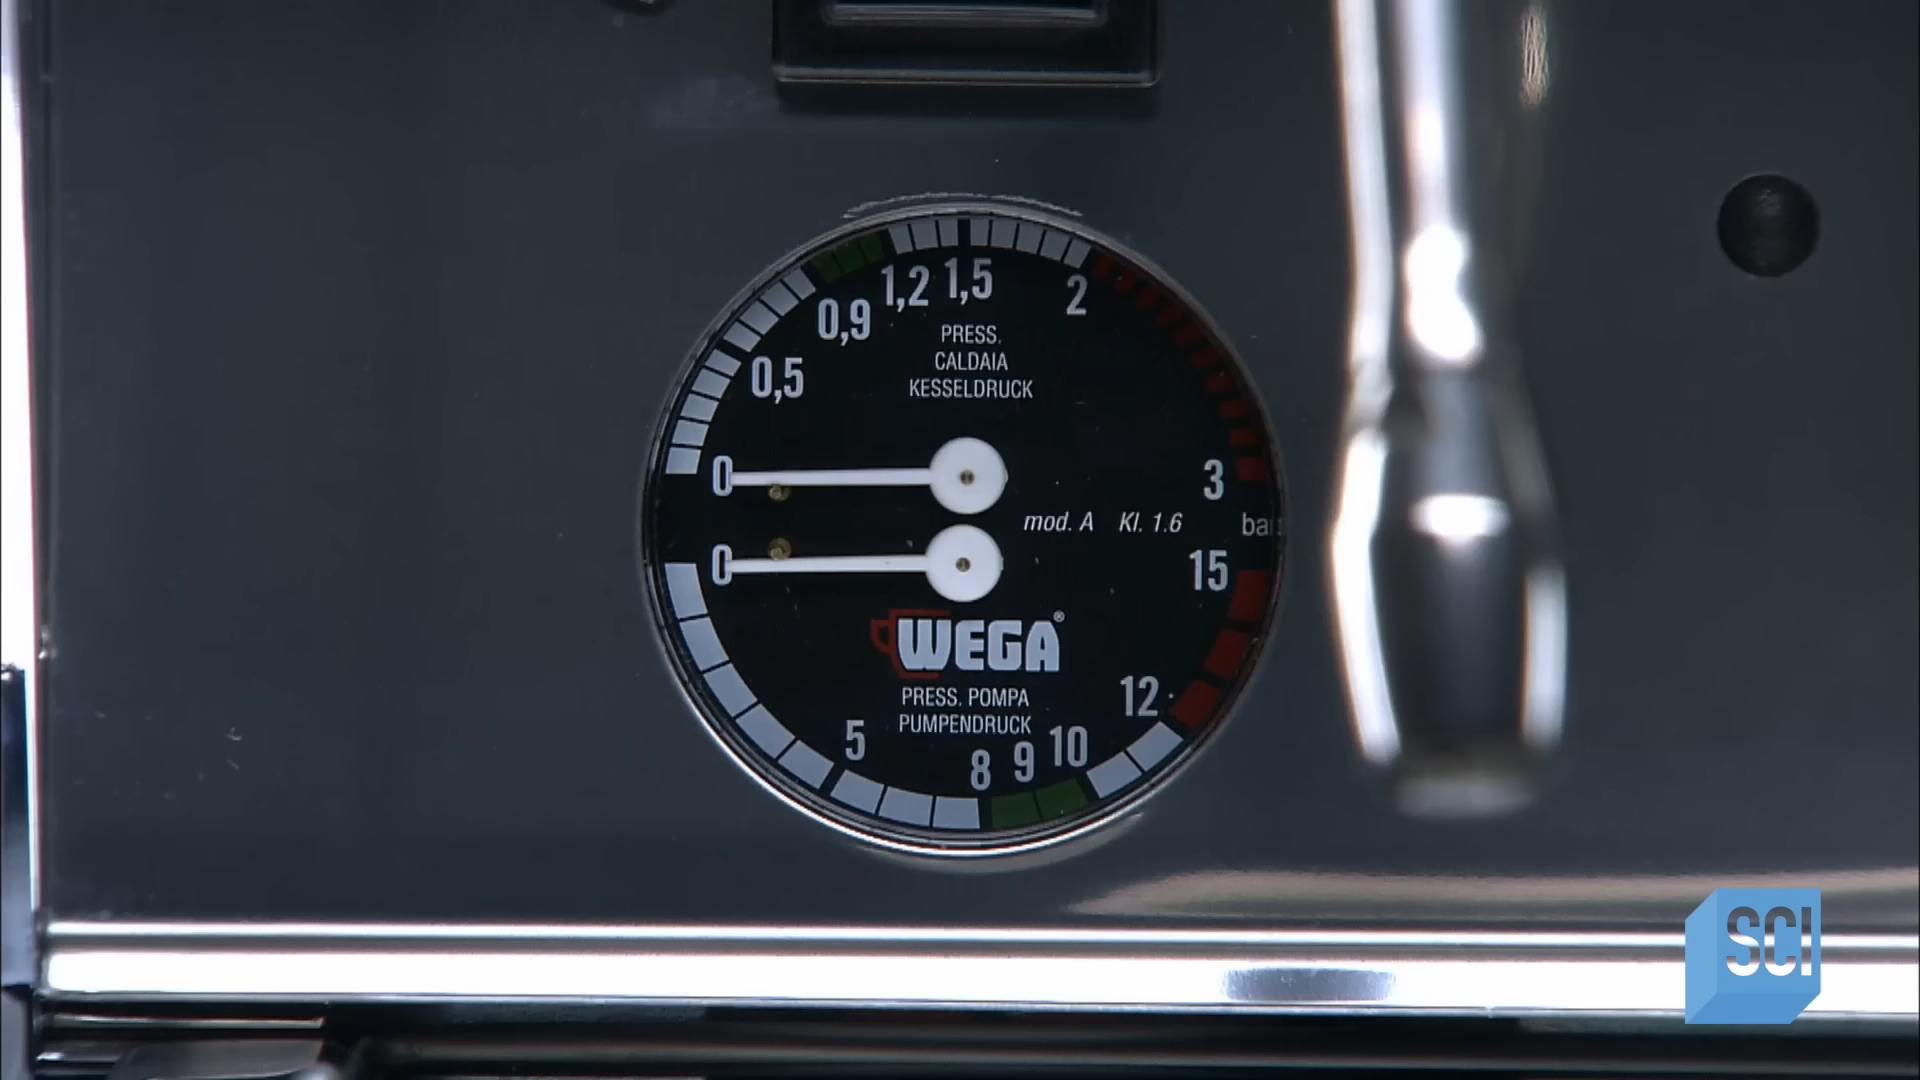 1,2 1,5 2
0,9
0,5
PRESS.
CALDAIA
KESSELDRUCK
0 3
mod. A Kl. 1.6 bar
0 15
WEGA®
PRESS. POMPA
PUMPENDRUCK
12
5 8 9 10
SCI